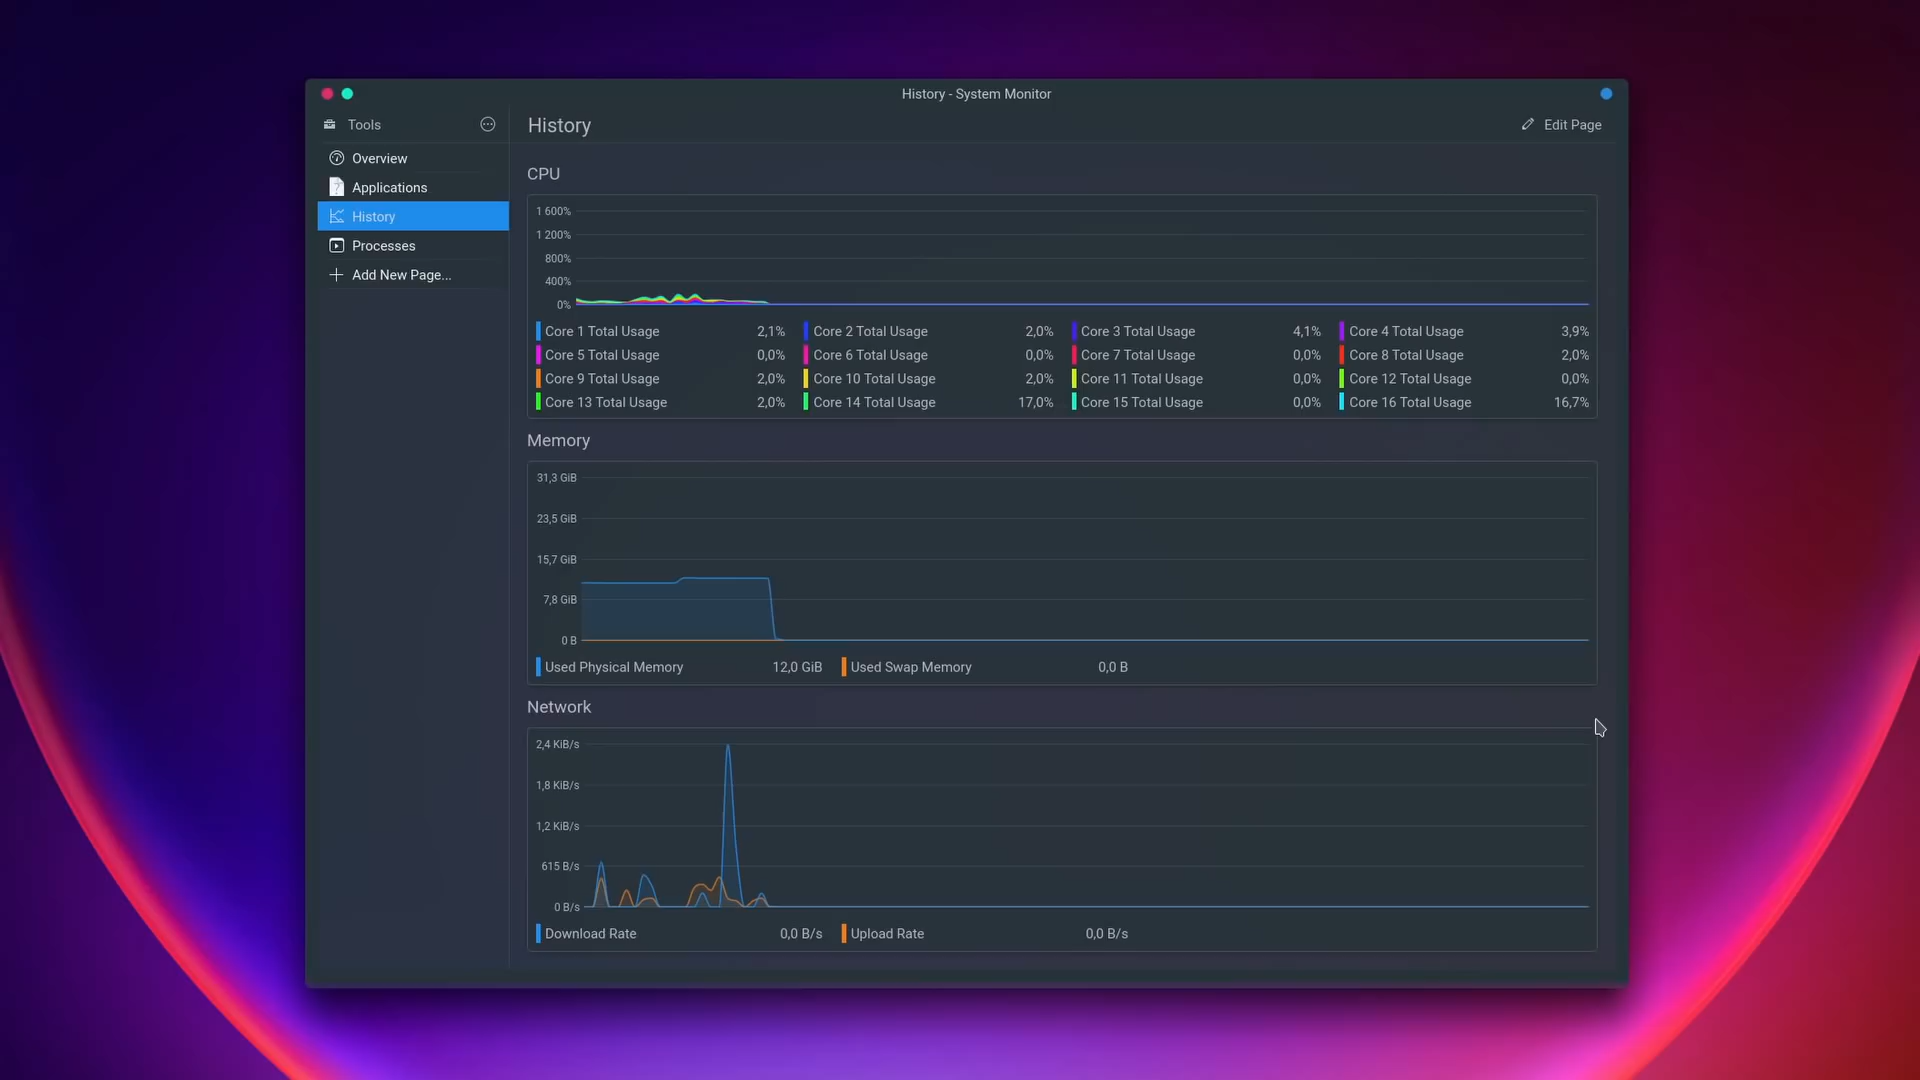 History - System Monitor
Tools
History
Edit Page
Overview
Applications
History
Processes
Add New Page...
CPU
1 600%
1 200%
800%
400%
0%
Core 1 Total Usage 2,1% Core 2 Total Usage 2,0% Core 3 Total Usage 4,1% Core 4 Total Usage 3,9%
Core 5 Total Usage 0,0% Core 6 Total Usage 0,0% Core 7 Total Usage 0,0% Core 8 Total Usage 2,0%
Core 9 Total Usage 2,0% Core 10 Total Usage 2,0% Core 11 Total Usage 0,0% Core 12 Total Usage 0,0%
Core 13 Total Usage 2,0% Core 14 Total Usage 17,0% Core 15 Total Usage 0,0% Core 16 Total Usage 16,7%
Memory
31,3 GiB
23,5 GiB
15,7 GiB
7,8 GiB
0 B
Used Physical Memory 12,0 GiB Used Swap Memory 0,0 B
Network
2,4 KiB/s
1,8 KiB/s
1,2 KiB/s
615 B/s
0 B/s
Download Rate 0,0 B/s Upload Rate 0,0 B/s